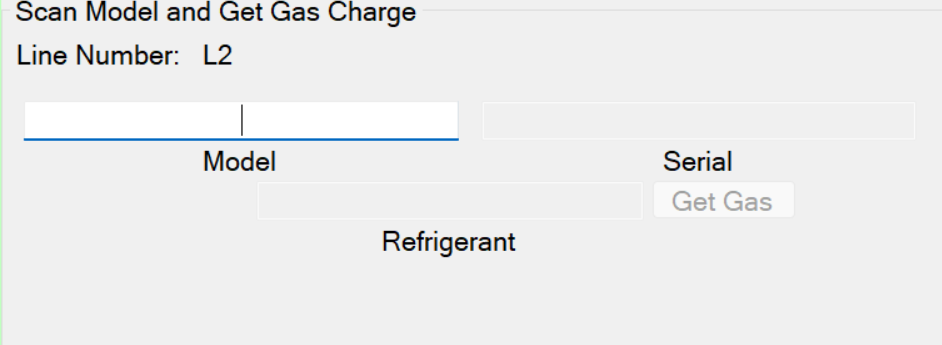 Scan Model and Get Gas Charge
Line Number: L2
Model
Serial
Get Gas
Refrigerant